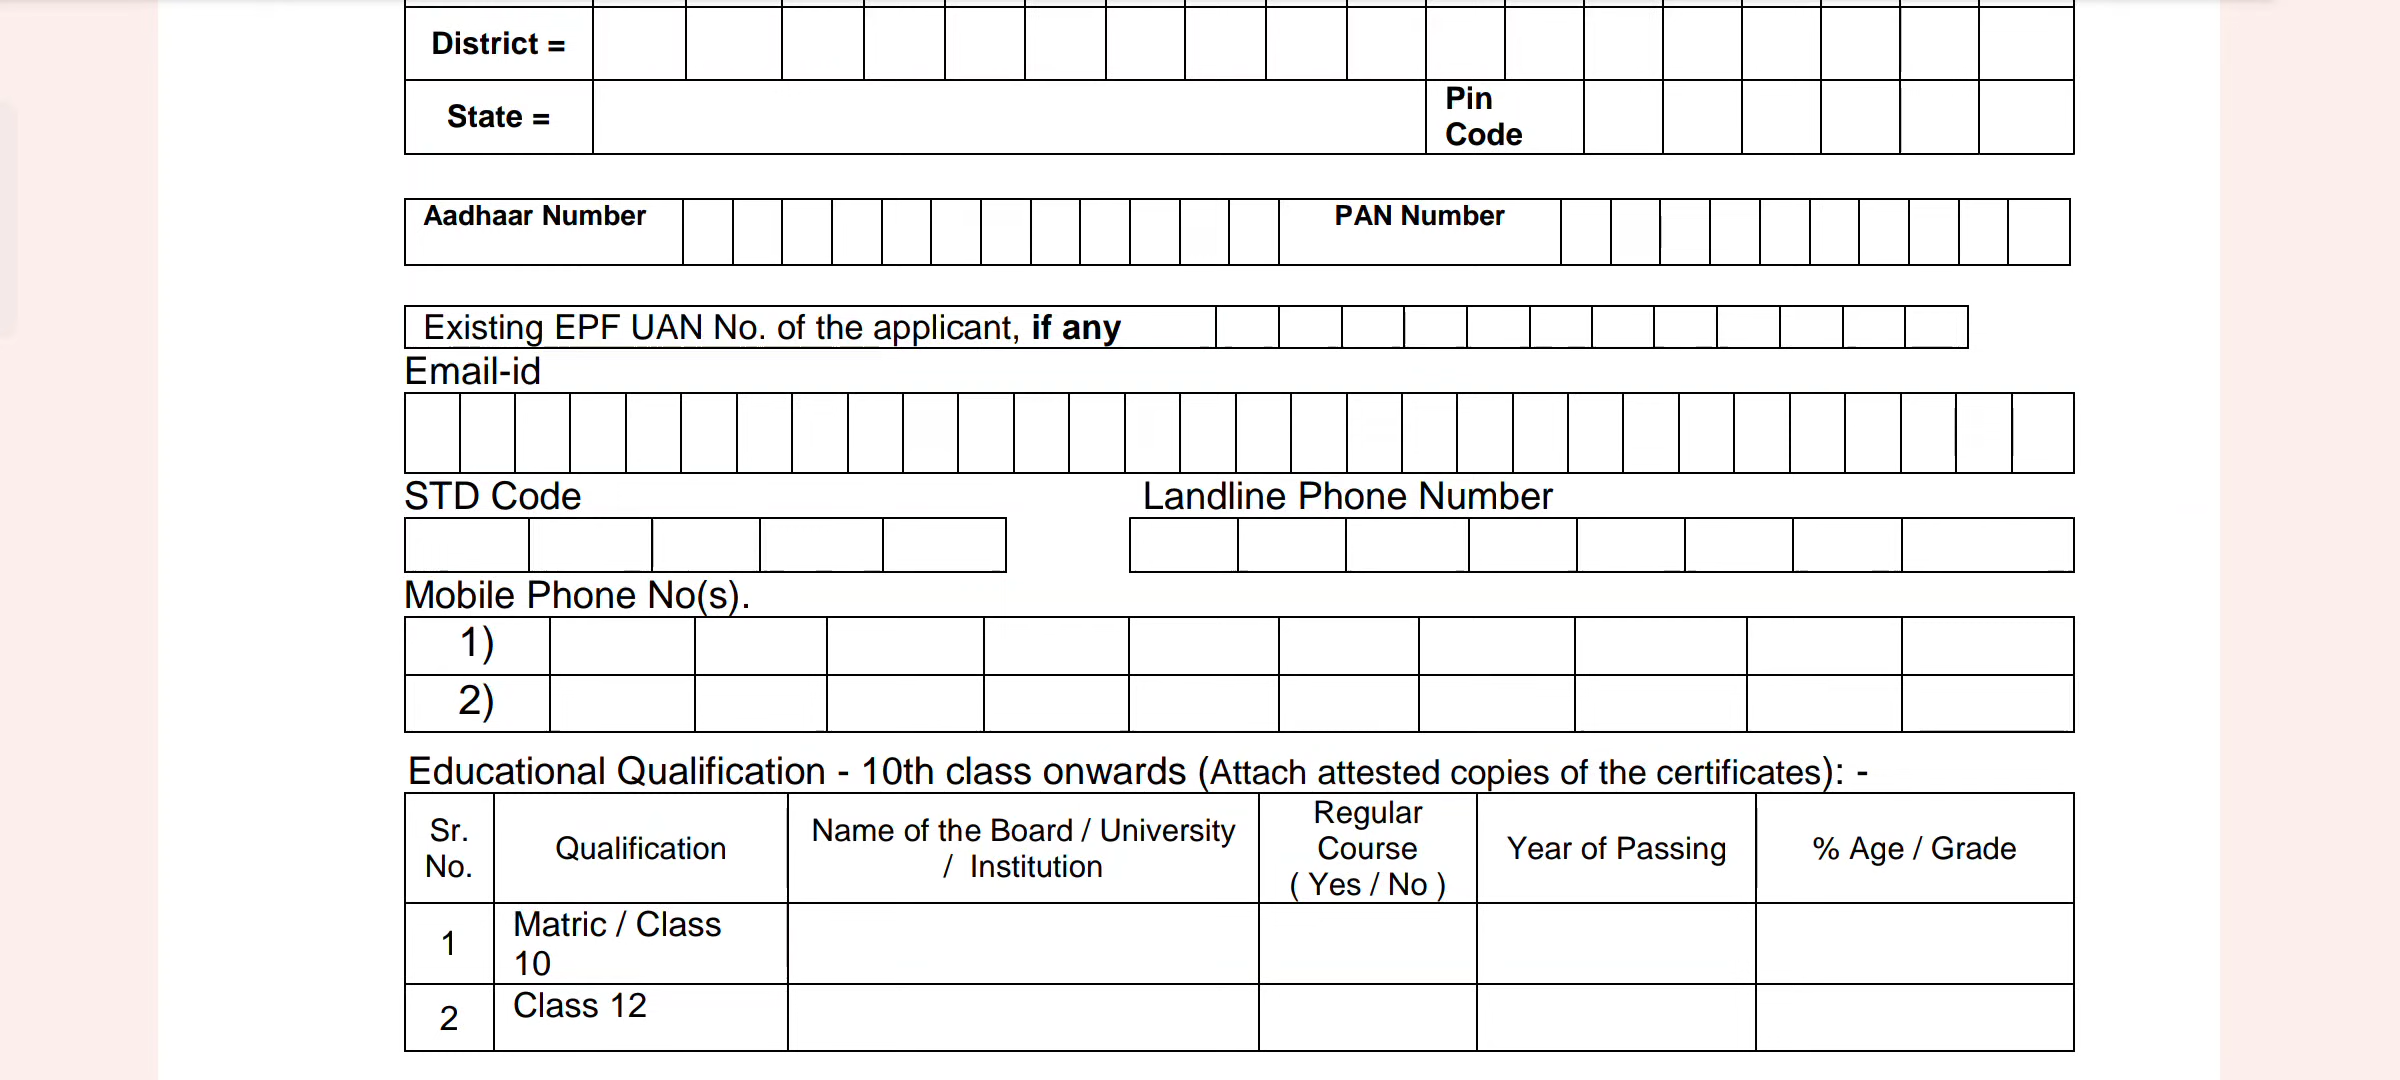 District =
State =
Pin
Code
Aadhaar Number
PAN Number
Existing EPF UAN No. of the applicant, if any
Email-id
STD Code
Landline Phone Number
Mobile Phone No(s).
1)
2)
Educational Qualification - 10th class onwards (Attach attested copies of the certificates): -
Sr.
No.
Qualification
Name of the Board / University
/ Institution
Regular
Course
( Yes / No )
Year of Passing
% Age / Grade
1
Matric / Class
10
2
Class 12